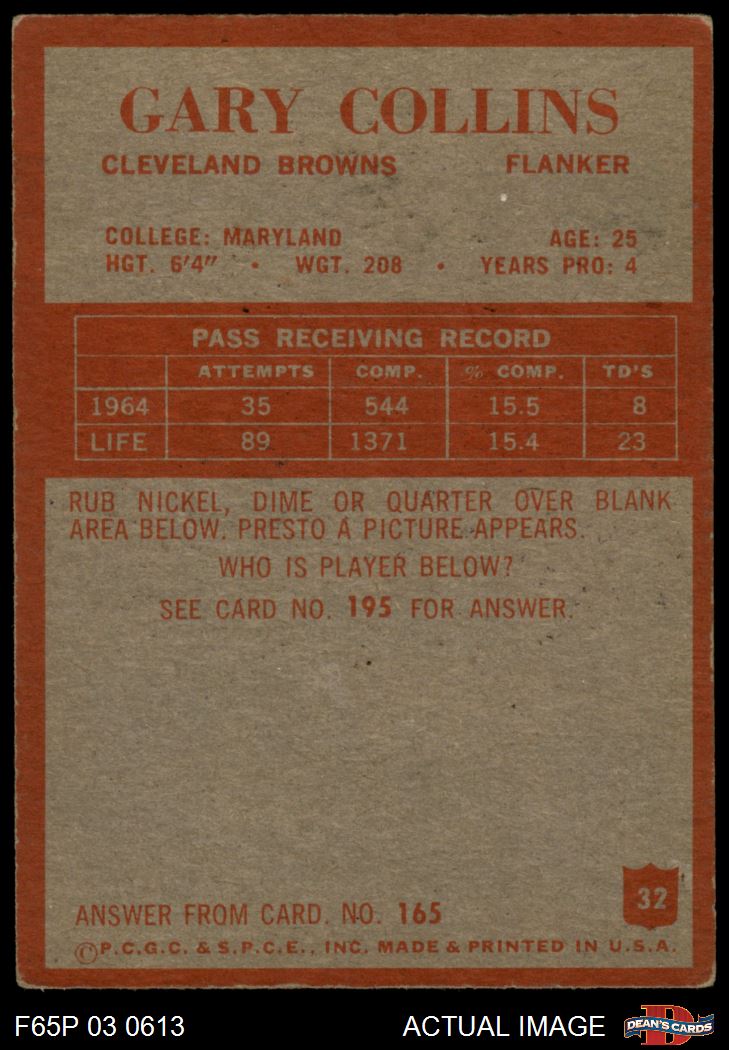 GARY COLLINS
CLEVELAND BROWNS FLANKER
COLLEGE: MARYLAND AGE: 25
HGT. 6'4" • WGT. 208 • YEARS PRO: 4
PASS RECEIVING RECORD
ATTEMPTS COMP. % COMP. TD'S
1964 35 544 15.5 8
LIFE 89 1371 15.4 23
RUB NICKEL, DIME OR QUARTER OVER BLANK
AREA BELOW. PRESTO A PICTURE APPEARS.
WHO IS PLAYER BELOW?
SEE CARD NO. 195 FOR ANSWER.
32
ANSWER FROM CARD. NO. 165
©P.C.G.C. & S.P.C.E., INC. MADE & PRINTED IN U.S.A.
F65P 03 0613 ACTUAL IMAGE DEAN'S CARDS